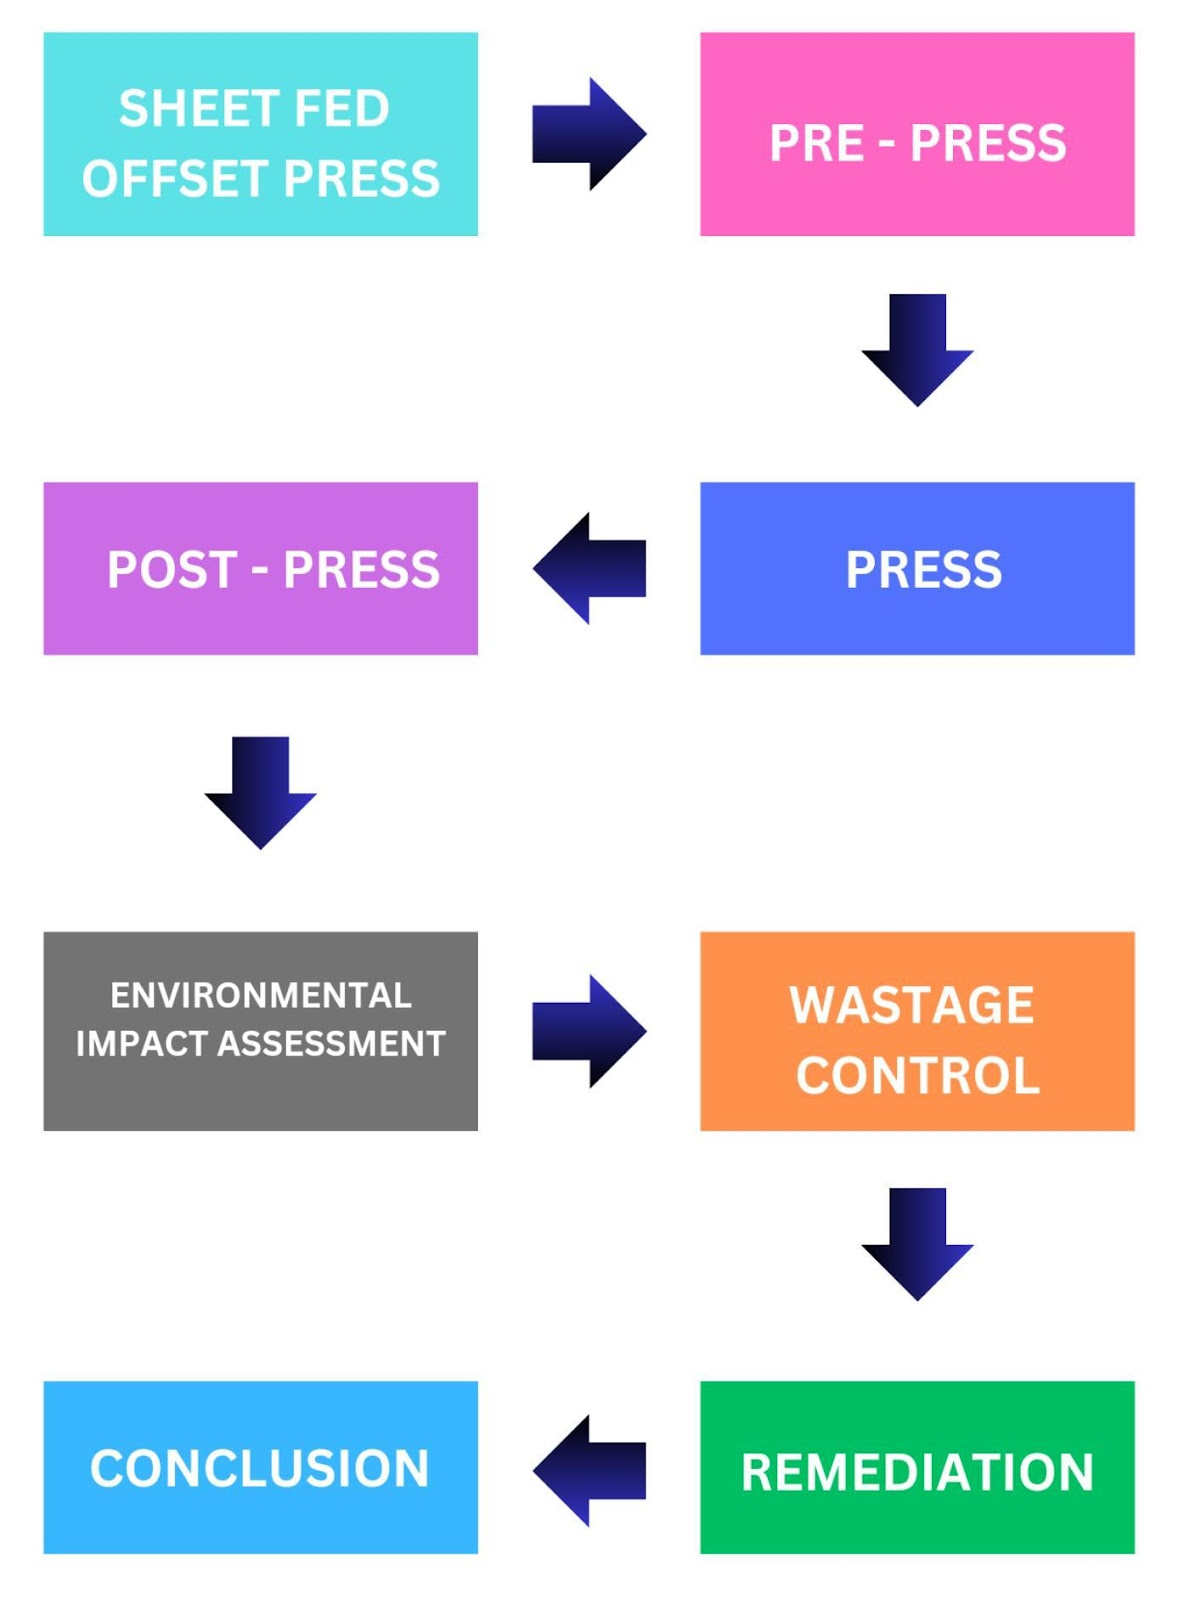 SHEET FED
OFFSET PRESS
PRE - PRESS
PRESS
POST - PRESS
ENVIRONMENTAL
IMPACT ASSESSMENT
WASTAGE
CONTROL
REMEDIATION
CONCLUSION